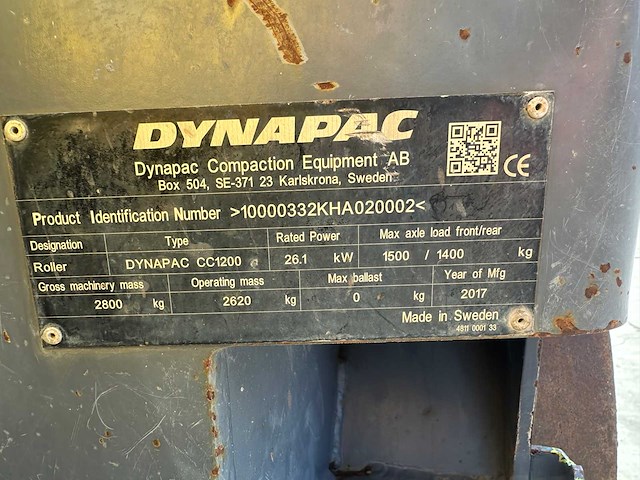 DYNAPAC
Dynapac Compaction Equipment AB
Box 504, SE-371 23 Karlskrona, Sweden
CE
Product Identification Number >10000332KHA020002<
Designation Type Rated Power Max axle load front/rear
Roller DYNAPAC CC1200 26.1 kW 1500 / 1400 kg
Gross machinery mass Operating mass Max ballast Year of Mfg
2800 kg 2620 kg 0 kg 2017
Made in Sweden
4811 0001 33